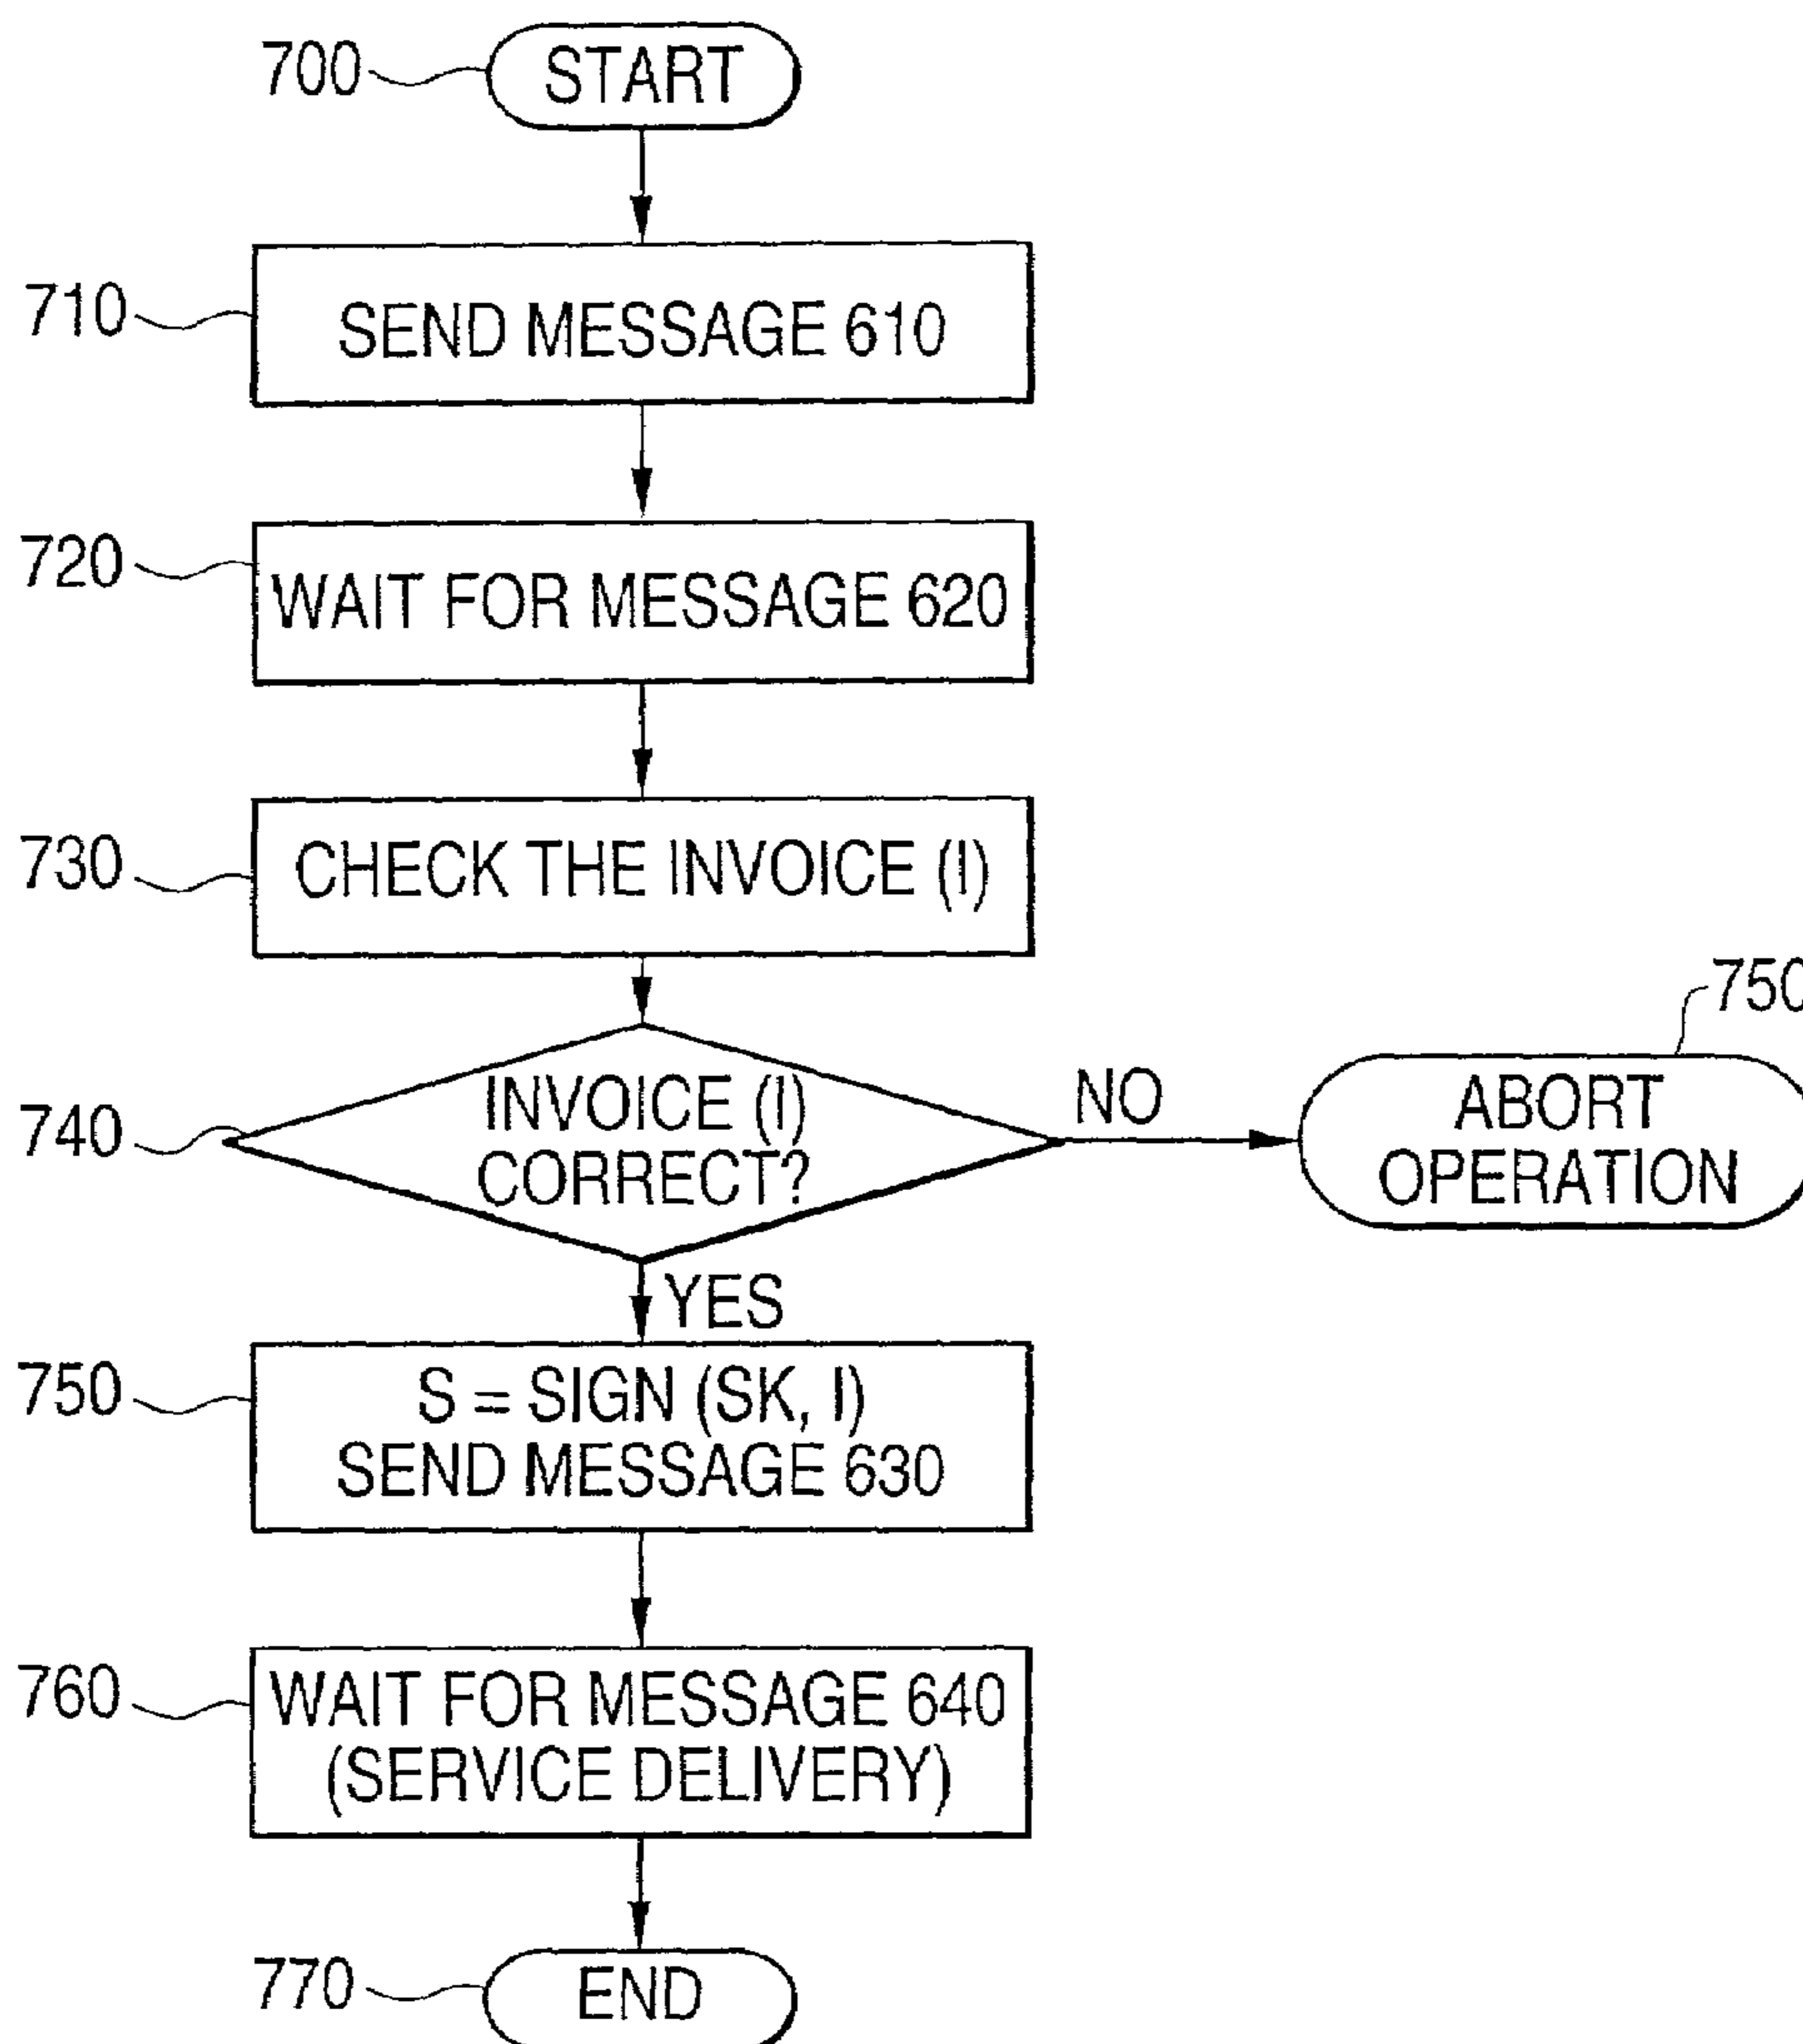 700
START
710
SEND MESSAGE 610
720
WAIT FOR MESSAGE 620
730
CHECK THE INVOICE (I)
740
INVOICE (I)
CORRECT?
NO
750
ABORT
OPERATION
YES
750
S = SIGN (SK, I)
SEND MESSAGE 630
760
WAIT FOR MESSAGE 640
(SERVICE DELIVERY)
770
END